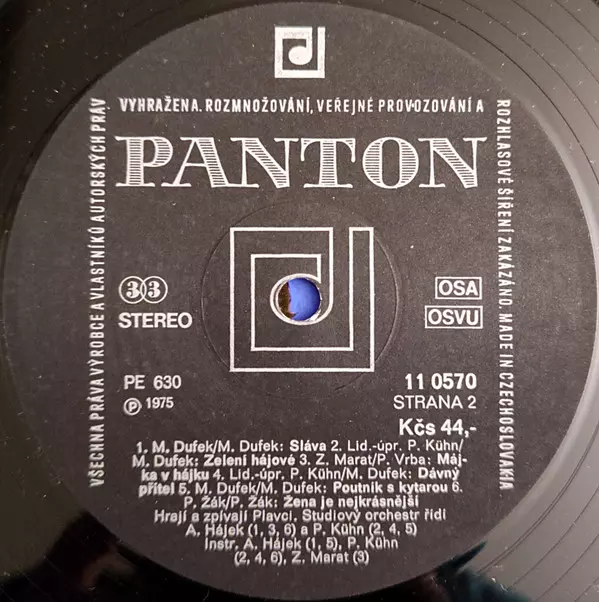 VYHRAŽENA. ROZMNOŽOVÁNÍ, VEŘEJNÉ PROVOZOVÁNÍ A
VŠECHNA PRÁVA VÝROBCE A VLASTNÍKŮ AUTORSKÝCH PRÁV
ROZHLASOVÉ ŠÍŘENÍ ZAKÁZÁNO. MADE IN CZECHOSLOVAKIA
PANTON
33
STEREO
OSA
OSVU
PE 630
11 0570
Ⓟ 1975
STRANA 2
Kčs 44,-
1. M. Dufek/M. Dufek: Sláva 2. Lid.-úpr. P. Kühn/
M. Dufek: Zelení hájové 3. Z. Marat/P. Vrba: Máj-
ka v hájku 4. Lid.-úpr. P. Kühn/M. Dufek: Dávný
přítel 5. M. Dufek/M. Dufek: Poutník s kytarou 6.
P. Žák/P. Žák: Žena je nejkrásnější
Hrají a zpívají Plavci, Studiový orchestr řídí
A. Hájek (1, 3, 6) a P. Kühn (2, 4, 5)
Instr. A. Hájek (1, 5), P. Kühn
(2, 4, 6), Z. Marat (3)